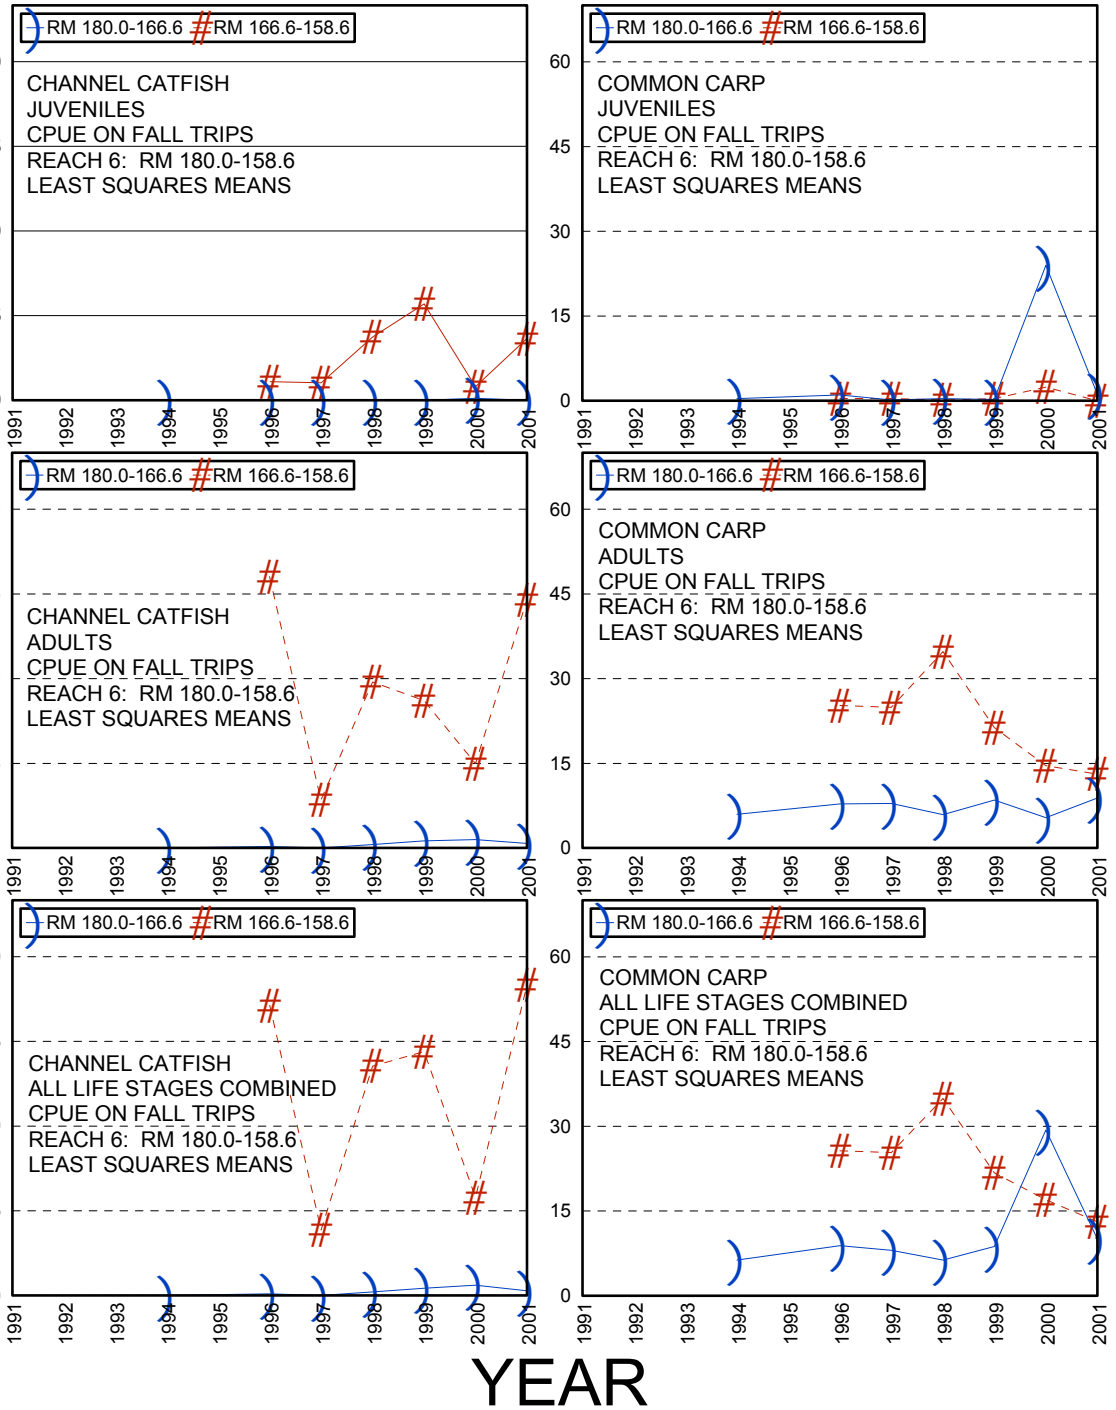 RM 180.0-166.6 RM 166.6-158.6
CHANNEL CATFISH
JUVENILES
CPUE ON FALL TRIPS
REACH 6: RM 180.0-158.6
LEAST SQUARES MEANS
1991 1992 1993 1994 1995 1996 1997 1998 1999 2000 2001
RM 180.0-166.6 RM 166.6-158.6
COMMON CARP
JUVENILES
CPUE ON FALL TRIPS
REACH 6: RM 180.0-158.6
LEAST SQUARES MEANS
60
45
30
15
0
1991 1992 1993 1994 1995 1996 1997 1998 1999 2000 2001
RM 180.0-166.6 RM 166.6-158.6
CHANNEL CATFISH
ADULTS
CPUE ON FALL TRIPS
REACH 6: RM 180.0-158.6
LEAST SQUARES MEANS
1991 1992 1993 1994 1995 1996 1997 1998 1999 2000 2001
RM 180.0-166.6 RM 166.6-158.6
COMMON CARP
ADULTS
CPUE ON FALL TRIPS
REACH 6: RM 180.0-158.6
LEAST SQUARES MEANS
60
45
30
15
0
1991 1992 1993 1994 1995 1996 1997 1998 1999 2000 2001
RM 180.0-166.6 RM 166.6-158.6
CHANNEL CATFISH
ALL LIFE STAGES COMBINED
CPUE ON FALL TRIPS
REACH 6: RM 180.0-158.6
LEAST SQUARES MEANS
1991 1992 1993 1994 1995 1996 1997 1998 1999 2000 2001
RM 180.0-166.6 RM 166.6-158.6
COMMON CARP
ALL LIFE STAGES COMBINED
CPUE ON FALL TRIPS
REACH 6: RM 180.0-158.6
LEAST SQUARES MEANS
60
45
30
15
0
1991 1992 1993 1994 1995 1996 1997 1998 1999 2000 2001
YEAR